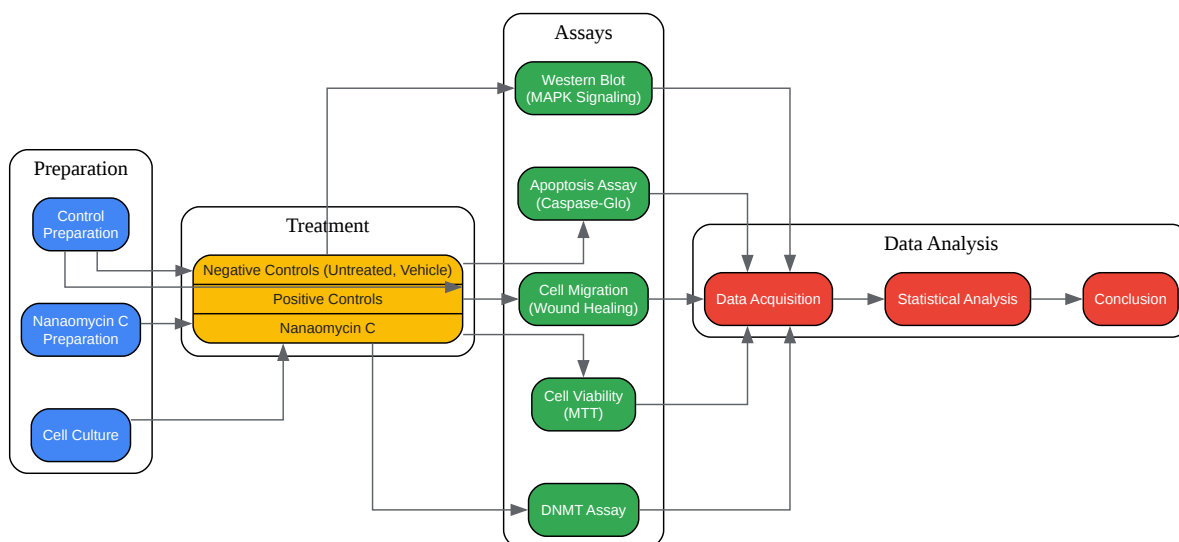 Preparation
Control
Preparation
Nanaomycin C
Preparation
Cell Culture
Treatment
Negative Controls (Untreated, Vehicle)
Positive Controls
Nanaomycin C
Assays
Western Blot
(MAPK Signaling)
Apoptosis Assay
(Caspase-Glo)
Cell Migration
(Wound Healing)
Cell Viability
(MTT)
DNMT Assay
Data Analysis
Data Acquisition
Statistical Analysis
Conclusion